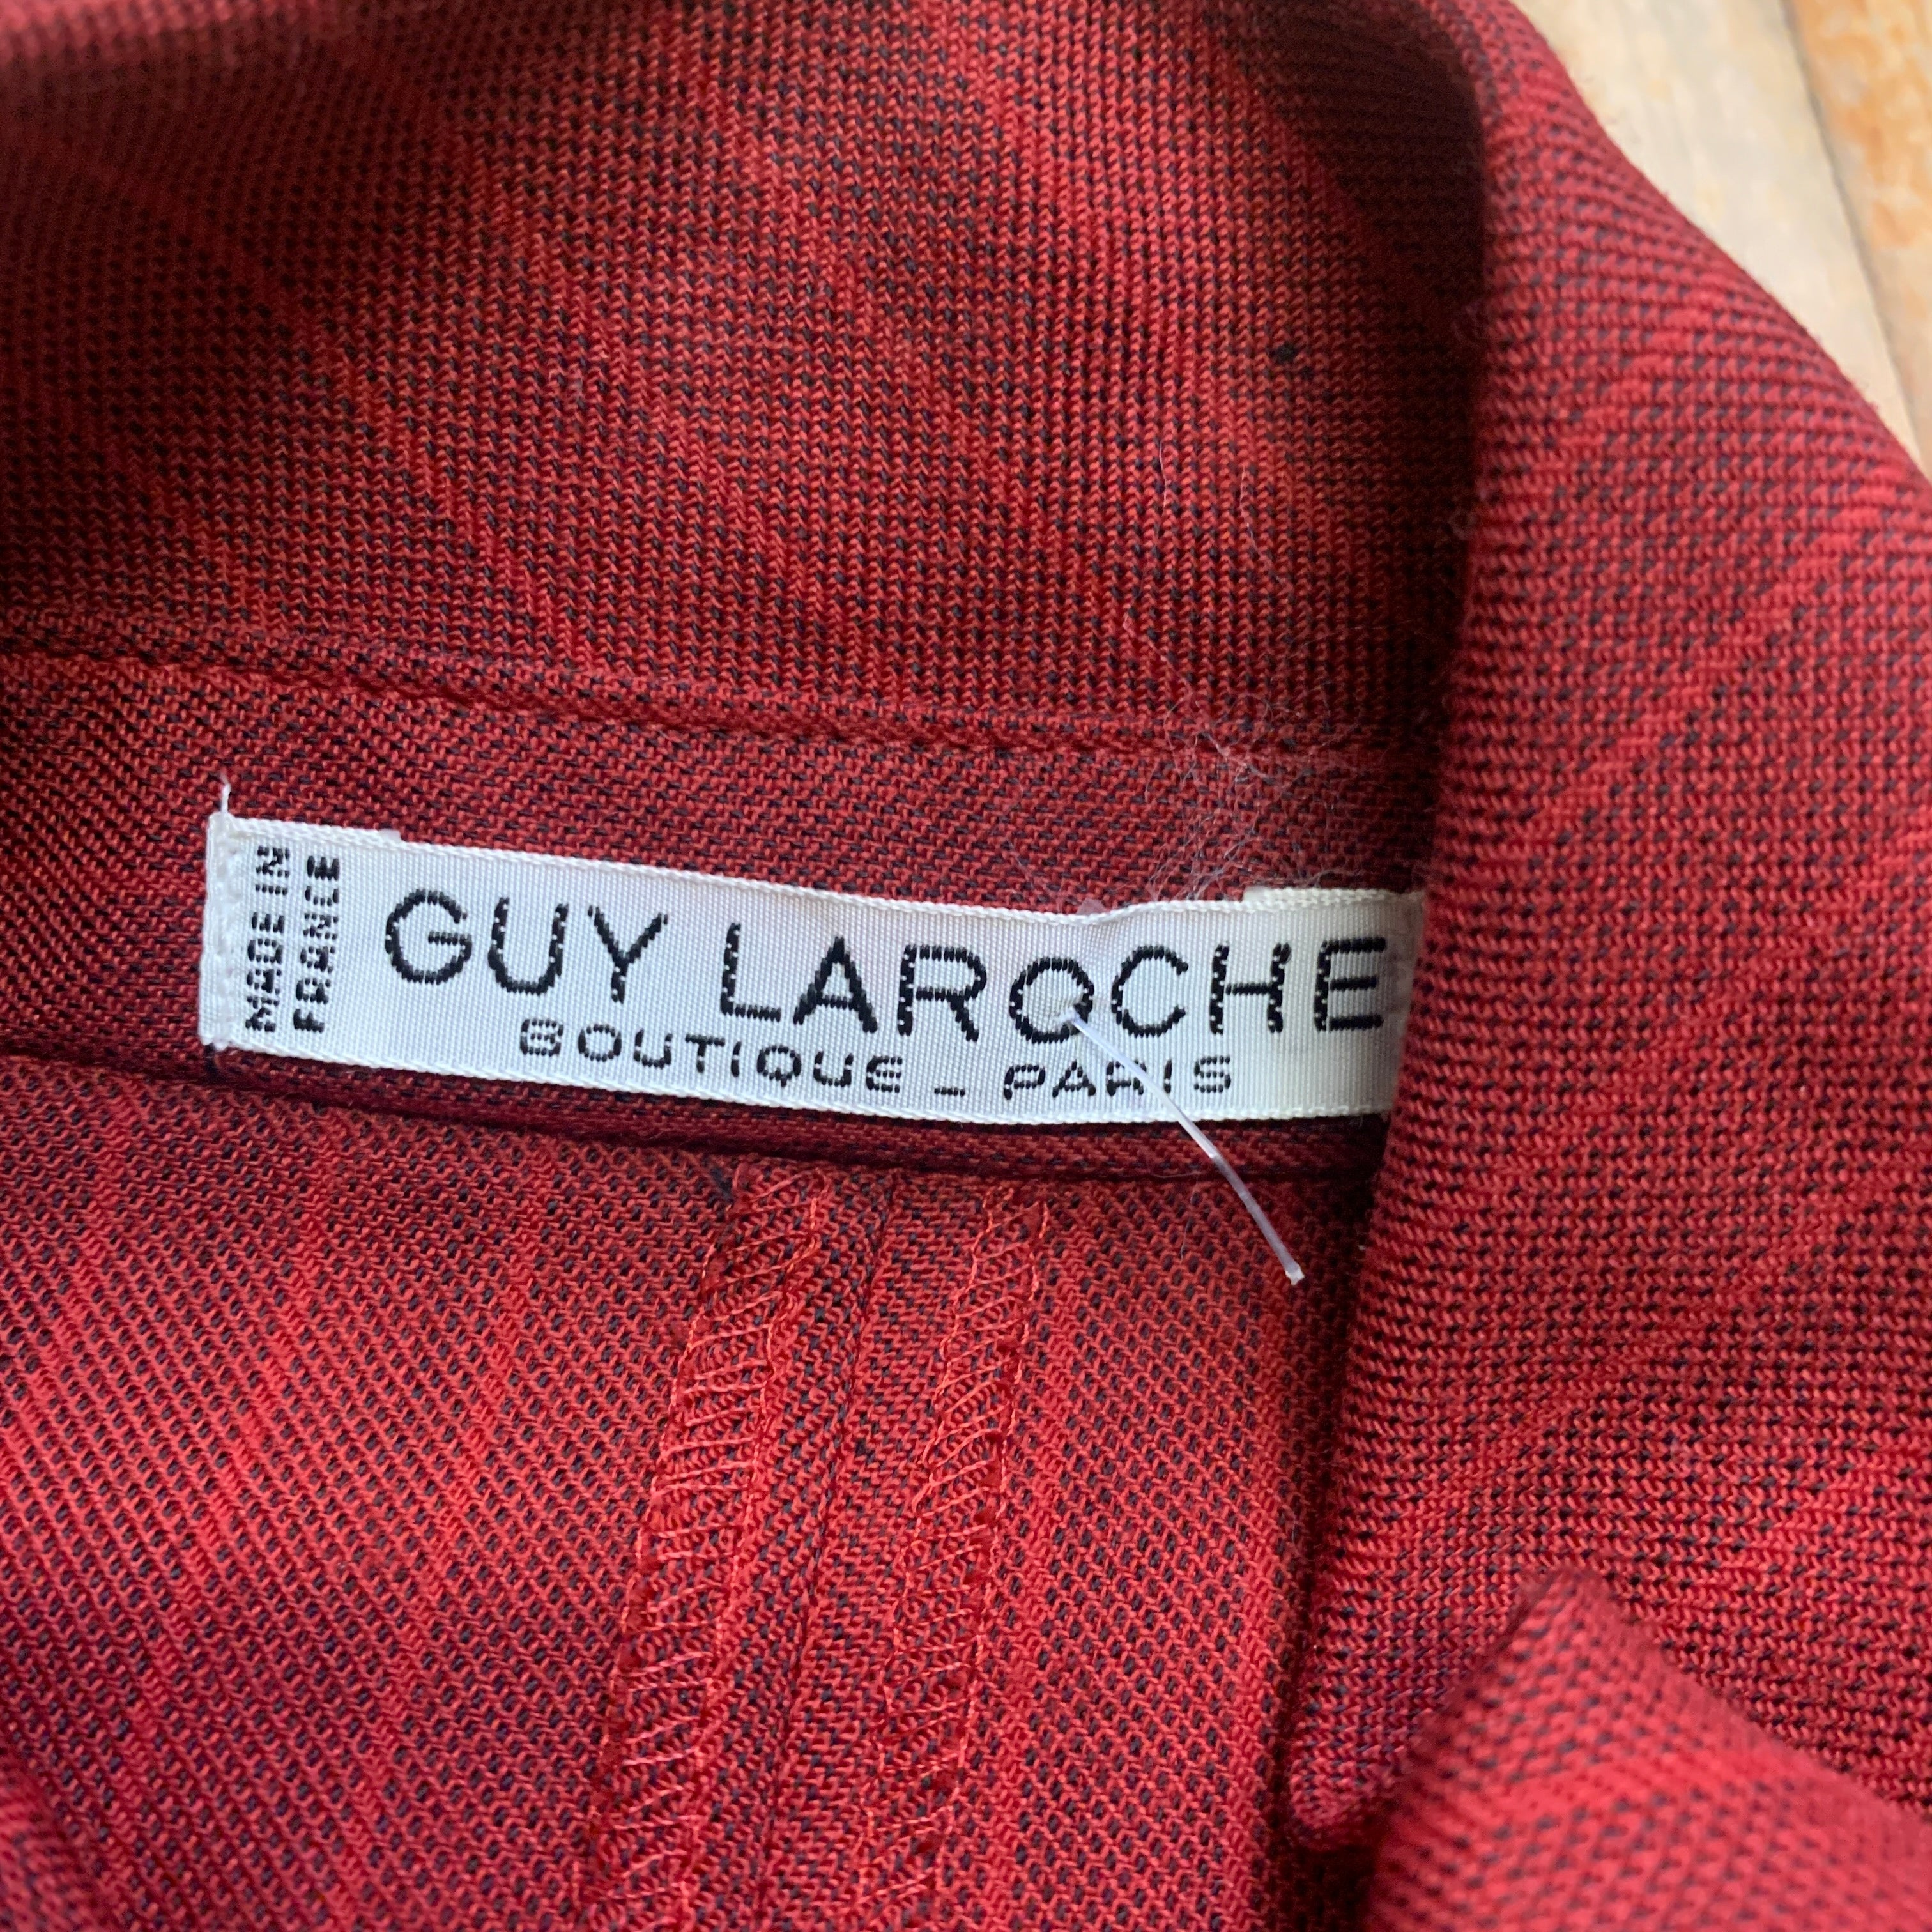 MADE IN
FRANCE
GUY LAROCHE
BOUTIQUE - PARIS